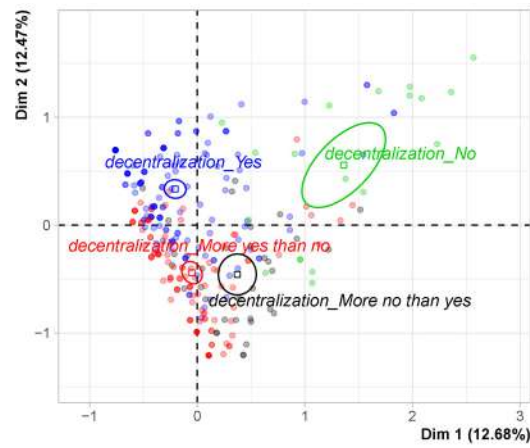 Dim 2 (12.47%)
1
0
−1
decentralization_Yes
decentralization_No
decentralization_More yes than no
decentralization_More no than yes
−1
0
1
2
3
Dim 1 (12.68%)